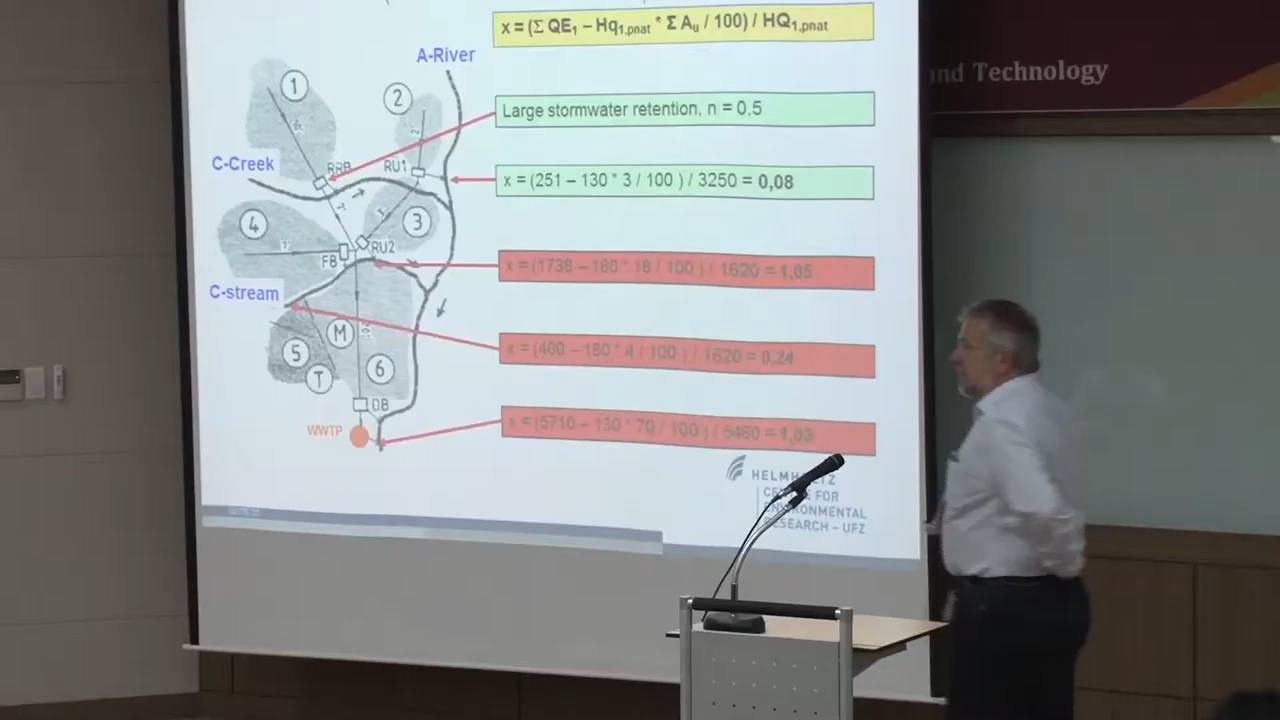 x = (Σ QE₁ – Hq₁,pnat * Σ Aᵤ / 100) / HQ₁,pnat
and Technology
A-River
1
2
Large stormwater retention, n = 0.5
C-Creek
RRB
RU1
x = (251 – 130 * 3 / 100 ) / 3250 = 0,08
4
3
RU2
FB
x = (1738 – 180 * 18 / 100 ) / 1620 = 1,05
C-stream
M
5
T
6
x = (400 – 180 * 4 / 100 ) / 1620 = 0,24
DB
WWTP
x = (5710 – 130 * 70 / 100 ) / 5460 = 1,03
HELMHOLTZ
CENTRE FOR
ENVIRONMENTAL
RESEARCH – UFZ